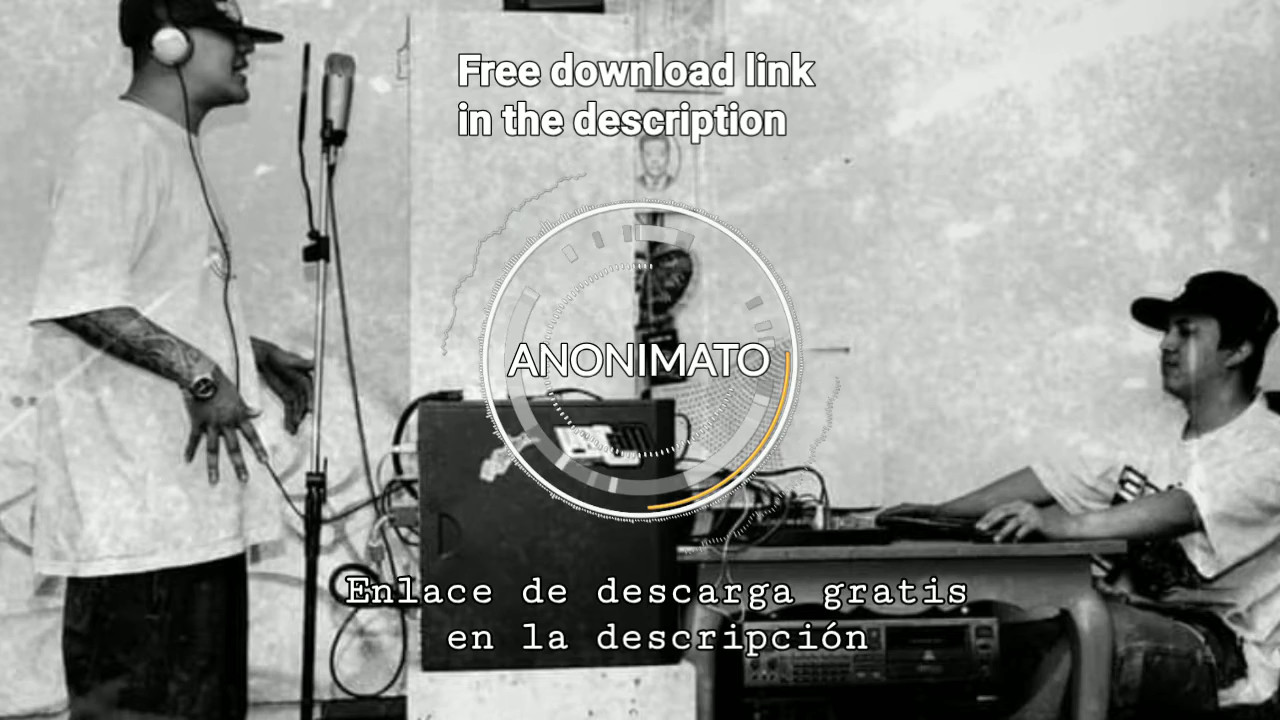 Free download link
in the description
ANONIMATO
Enlace de descarga gratis
en la descripción